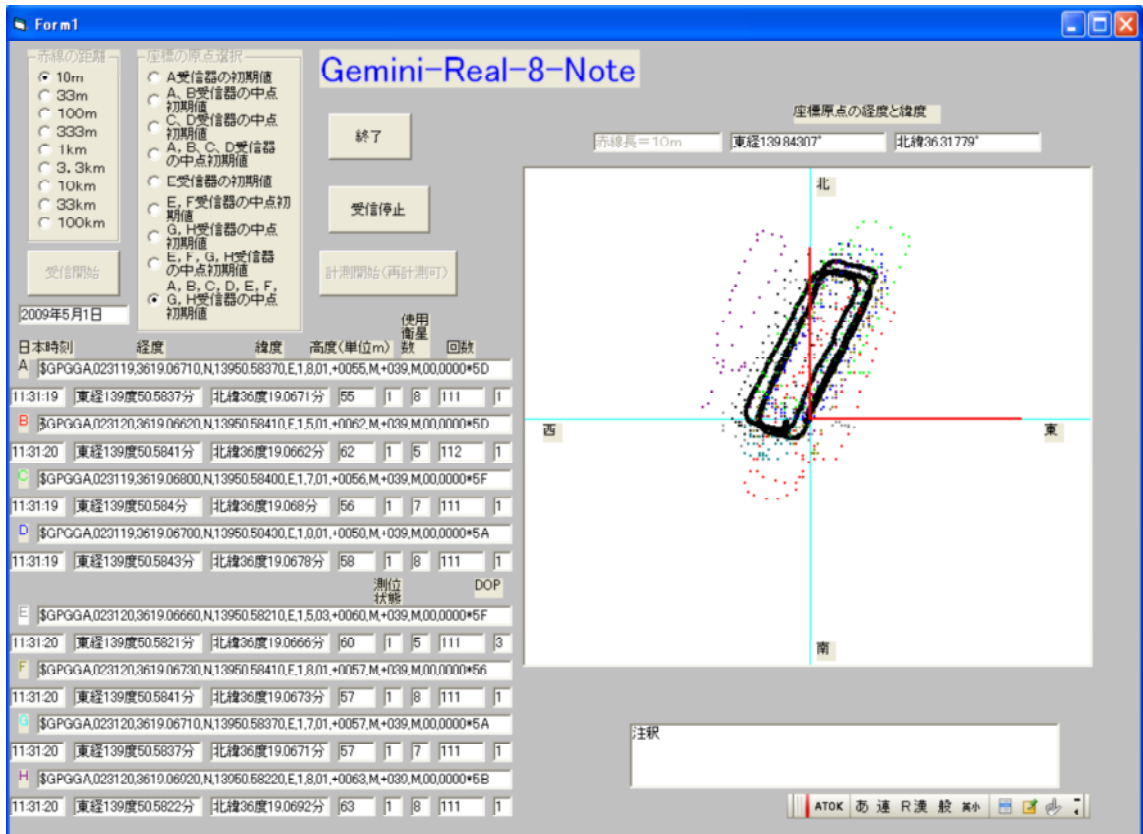 Form1
赤線の距離
10m
33m
100m
333m
1km
3.3km
10km
33km
100km
受信開始
2009年5月1日
座標の原点選択
A受信器の初期値
A、B受信器の中点
初期値
C、D受信器の中点
初期値
A，B，C，D受信器
の中点初期値
E受信器の初期値
E，F受信器の中点初
期値
G，H受信器の中点
初期値
E，F，G，H受信器
の中点初期値
A，B，C，D，E，F，
G，H受信器の中点
初期値
Gemini-Real-8-Note
終了
受信停止
計測開始(再計測可)
座標原点の経度と緯度
赤線長＝10m
東経139.84307°
北緯36.31779°
北
西
東
南
日本時刻 経度 緯度 高度(単位m) 使用衛星数 回数
A $GPGGA,023119,3619.06710,N,13950.58370,E,1,8,01,+0055,M,+039,M,00,0000*5D
11:31:19 東経139度50.5837分 北緯36度19.0671分 55 1 8 111 1
B $GPGGA,023120,3619.06620,N,13950.58410,E,1,5,01,+0062,M,+039,M,00,0000*5D
11:31:20 東経139度50.5841分 北緯36度19.0662分 62 1 5 112 1
C $GPGGA,023119,3619.06800,N,13950.58400,E,1,7,01,+0056,M,+039,M,00,0000*5F
11:31:19 東経139度50.584分 北緯36度19.068分 56 1 7 111 1
D
11:31:19 東経139度50.5843分 北緯36度19.0678分 58 1 8 111 1
測位状態 DOP
E $GPGGA,023120,3619.06660,N,13950.58210,E,1,5,03,+0060,M,+039,M,00,0000*5F
11:31:20 東経139度50.5821分 北緯36度19.0666分 60 1 5 111 3
F $GPGGA,023120,3619.06730,N,13950.58410,E,1,8,01,+0057,M,+039,M,00,0000*56
11:31:20 東経139度50.5841分 北緯36度19.0673分 57 1 8 111 1
G $GPGGA,023120,3619.06710,N,13950.58370,E,1,7,01,+0057,M,+039,M,00,0000*5A
11:31:20 東経139度50.5837分 北緯36度19.0671分 57 1 7 111 1
H $GPGGA,023120,3619.06920,N,13950.58220,E,1,8,01,+0063,M,+039,M,00,0000*5B
11:31:20 東経139度50.5822分 北緯36度19.0692分 63 1 8 111 1
注釈
ATOK あ 連 R漢 般 英小